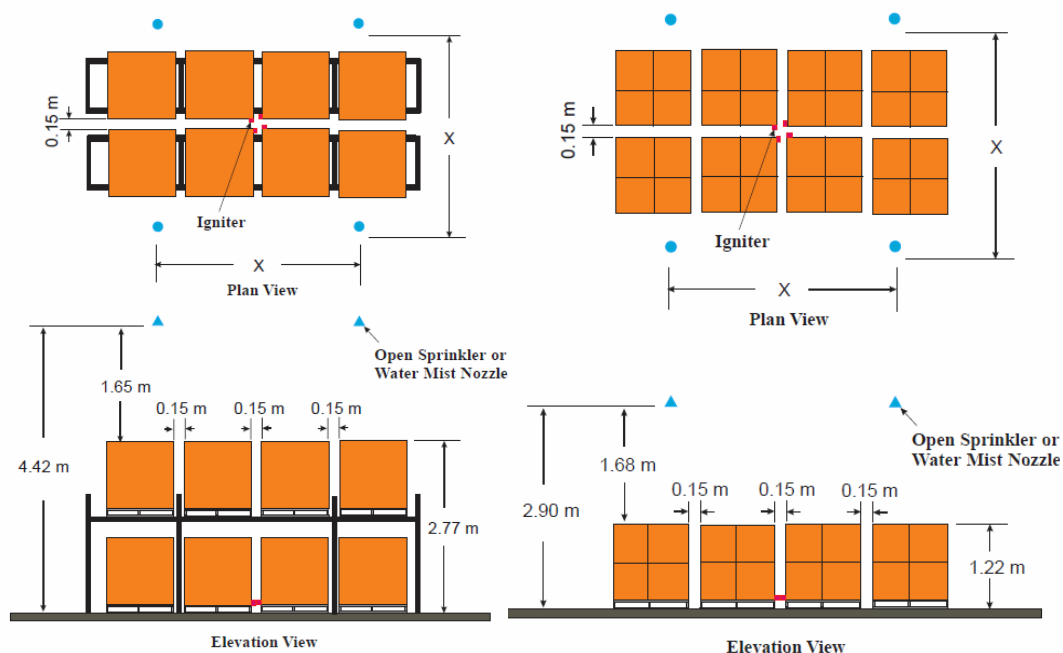 0.15 m
X
Igniter
X
Plan View
4.42 m
1.65 m
Open Sprinkler or
Water Mist Nozzle
0.15 m
0.15 m
0.15 m
2.77 m
Elevation View
0.15 m
X
Igniter
X
Plan View
2.90 m
1.68 m
Open Sprinkler or
Water Mist Nozzle
0.15 m
0.15 m
0.15 m
1.22 m
Elevation View